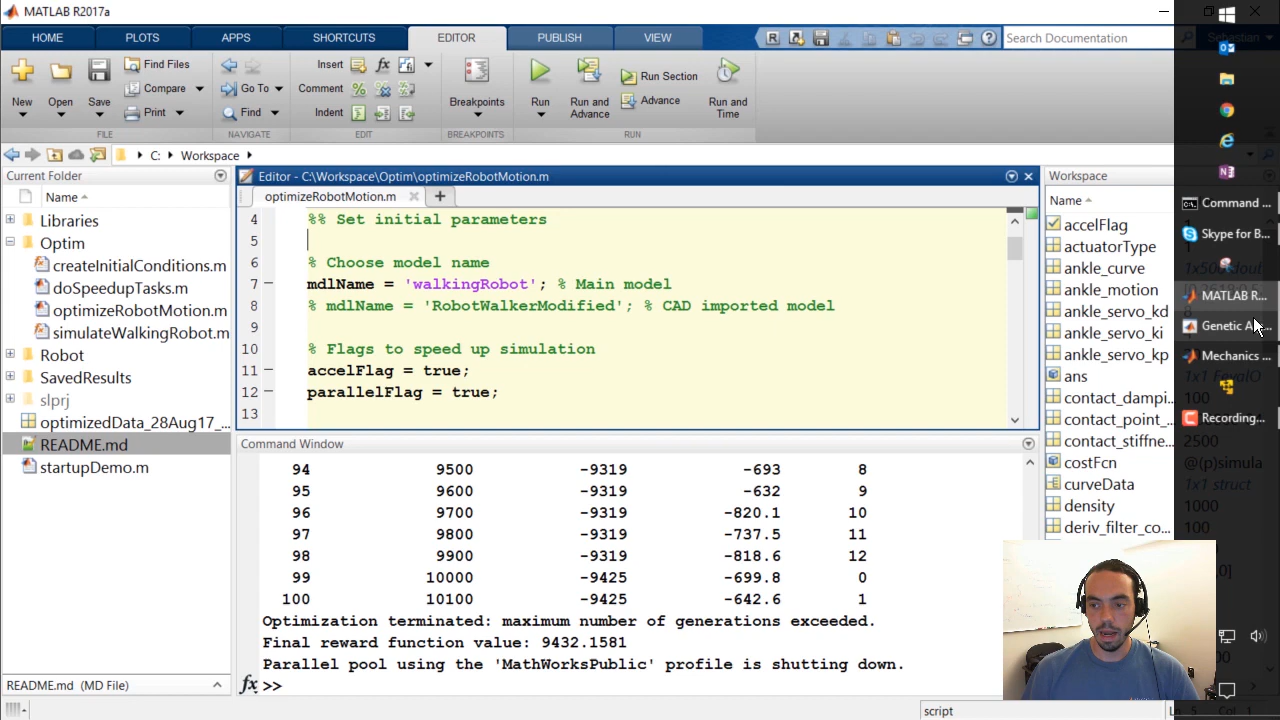 MATLAB R2017a
HOME PLOTS APPS SHORTCUTS EDITOR PUBLISH VIEW Search Documentation Sebastian
New Open Save Find Files Compare Print
Go To Find
Insert fx Comment Indent
Breakpoints
Run Run and Advance Run Section Advance Run and Time
FILE NAVIGATE EDIT BREAKPOINTS RUN
C: Workspace
Current Folder
Name
Libraries
Optim
createInitialConditions.m
doSpeedupTasks.m
optimizeRobotMotion.m
simulateWalkingRobot.m
Robot
SavedResults
slprj
optimizedData_28Aug17_...
README.md
startupDemo.m
README.md (MD File)
Editor - C:\Workspace\Optim\optimizeRobotMotion.m
optimizeRobotMotion.m
4 %% Set initial parameters
5
6 % Choose model name
7 mdlName = 'walkingRobot'; % Main model
8 % mdlName = 'RobotWalkerModified'; % CAD imported model
9
10 % Flags to speed up simulation
11 accelFlag = true;
12 parallelFlag = true;
13
Command Window
94 9500 -9319 -693 8
95 9600 -9319 -632 9
96 9700 -9319 -820.1 10
97 9800 -9319 -737.5 11
98 9900 -9319 -818.6 12
99 10000 -9425 -699.8 0
100 10100 -9425 -642.6 1
Optimization terminated: maximum number of generations exceeded.
Final reward function value: 9432.1581
Parallel pool using the 'MathWorksPublic' profile is shutting down.
fx >>
Workspace
Name
accelFlag
actuatorType
ankle_curve
ankle_motion
ankle_servo_kd
ankle_servo_ki
ankle_servo_kp
ans
contact_dampi...
contact_point_...
contact_stiffne...
costFcn
curveData
density
deriv_filter_co...
100
2500
@(p)simula
1x1 struct
1000
100
Command ...
Skype for B...
MATLAB R...
Genetic A...
Mechanics ...
Recording...
script